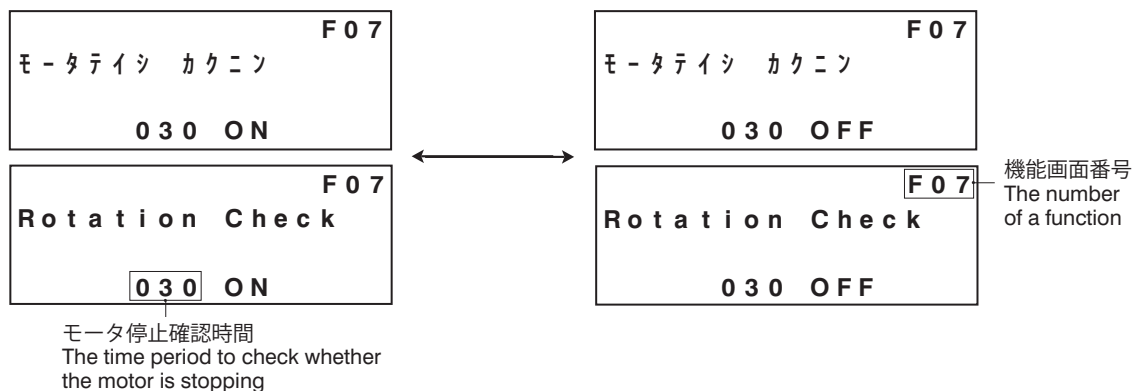 F07
ﾓｰﾀﾃｲｼ ｶｸﾆﾝ
030 ON
F07
Rotation Check
030 ON
モータ停止確認時間
The time period to check whether
the motor is stopping
F07
ﾓｰﾀﾃｲｼ ｶｸﾆﾝ
030 OFF
F07
Rotation Check
030 OFF
機能画面番号
The number
of a function